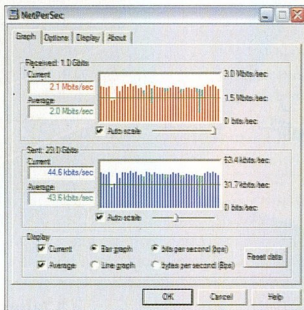 NetPerSec
Graph Options Display About
Received: 1.0 Gbits
Current
2.1 Mbits/sec
Average
2.0 Mbits/sec
3.0 Mbits/sec
1.5 Mbits/sec
0 bits/sec
Auto scale
Sent: 23.0 Gbits
Current
44.6 kbits/sec
Average
43.6 kbits/sec
63.4 kbits/sec
31.7 kbits/sec
0 bits/sec
Auto scale
Display
Current Bar graph bits per second (bps)
Average Line graph bytes per second (Bps)
Reset data
OK Cancel Help